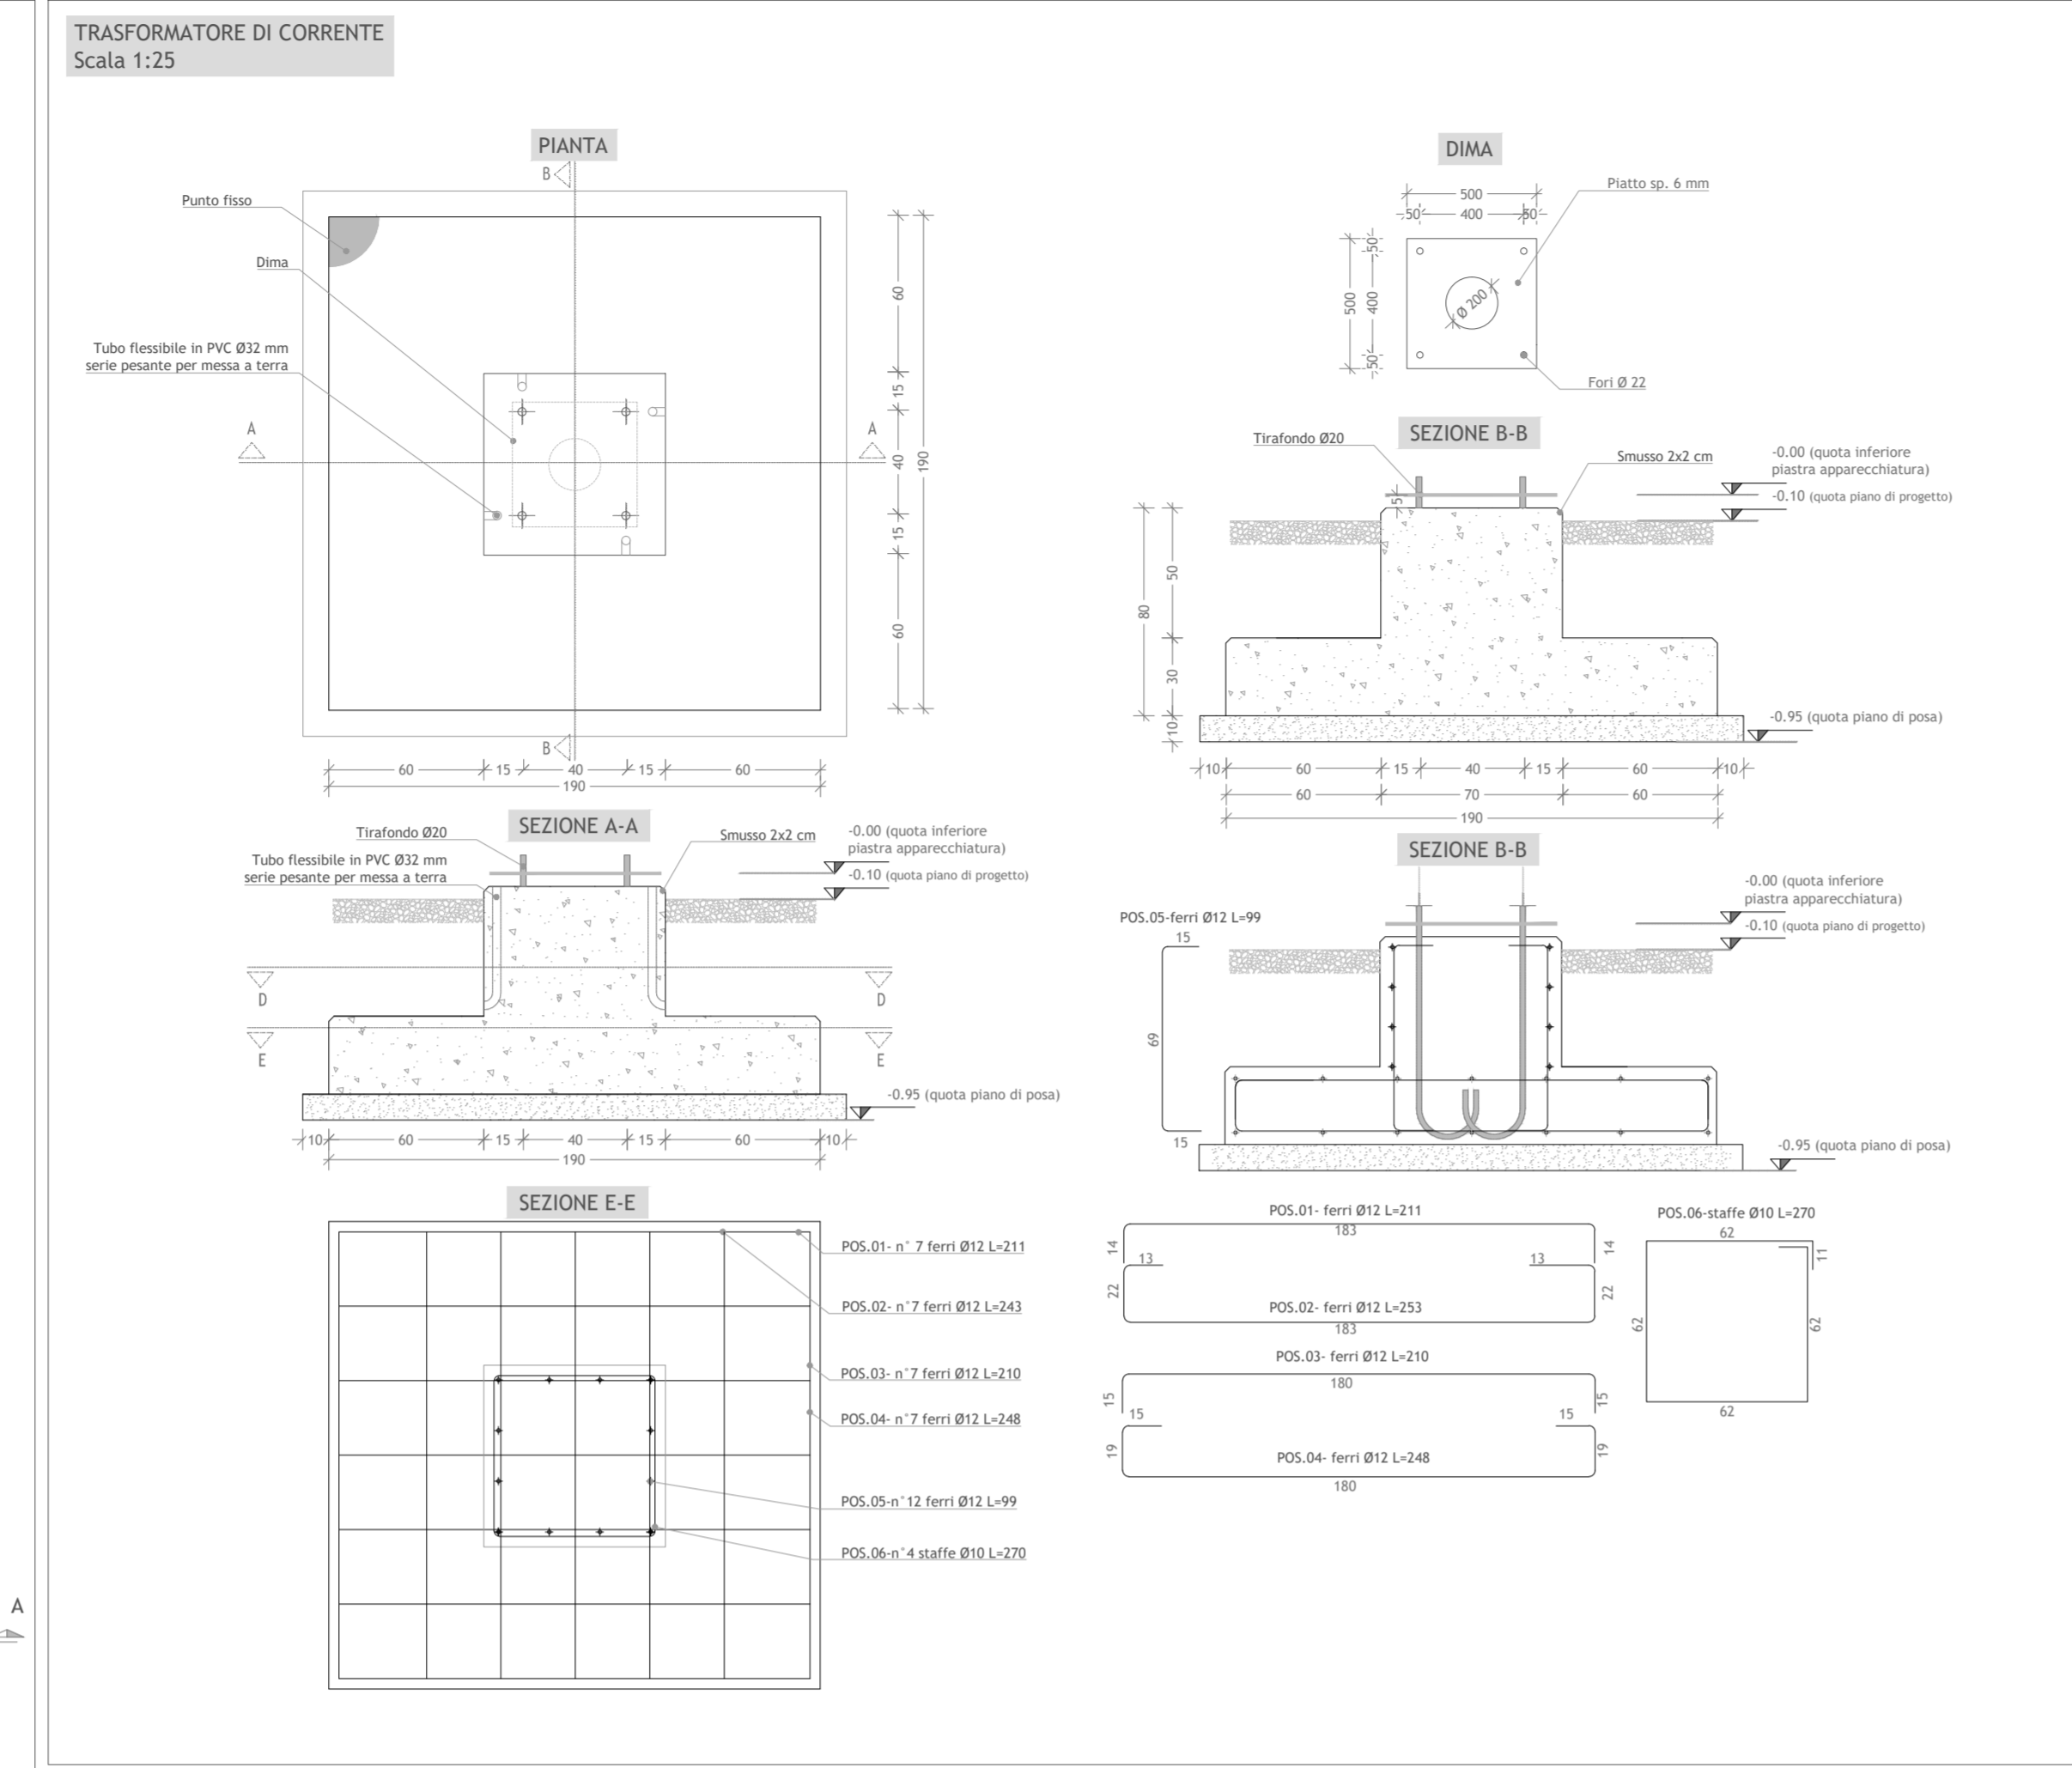 TRASFORMATORE DI CORRENTE
Scala 1:25
PIANTA
B
Punto fisso
Dima
Tubo flessibile in PVC Ø32 mm
serie pesante per messa a terra
A
A
60
15
40
190
15
60
B
60
15
40
15
60
190
DIMA
500
50
400
50
Piatto sp. 6 mm
50
500
400
50
Ø 200
Fori Ø 22
SEZIONE B-B
Tirafondo Ø20
Smusso 2x2 cm
-0.00 (quota inferiore
piastra apparecchiatura)
-0.10 (quota piano di progetto)
5
50
80
30
10
-0.95 (quota piano di posa)
10
60
15
40
15
60
10
60
70
60
190
SEZIONE A-A
Tirafondo Ø20
Smusso 2x2 cm
Tubo flessibile in PVC Ø32 mm
serie pesante per messa a terra
-0.00 (quota inferiore
piastra apparecchiatura)
-0.10 (quota piano di progetto)
D
D
E
E
-0.95 (quota piano di posa)
10
60
15
40
15
60
10
190
SEZIONE B-B
-0.00 (quota inferiore
piastra apparecchiatura)
-0.10 (quota piano di progetto)
POS.05-ferri Ø12 L=99
15
69
15
-0.95 (quota piano di posa)
SEZIONE E-E
POS.01- n° 7 ferri Ø12 L=211
POS.02- n°7 ferri Ø12 L=243
POS.03- n°7 ferri Ø12 L=210
POS.04- n°7 ferri Ø12 L=248
POS.05-n°12 ferri Ø12 L=99
POS.06-n°4 staffe Ø10 L=270
POS.01- ferri Ø12 L=211
183
14
14
13
13
22
22
POS.02- ferri Ø12 L=253
183
POS.03- ferri Ø12 L=210
180
15
15
15
15
19
19
POS.04- ferri Ø12 L=248
180
POS.06-staffe Ø10 L=270
62
11
62
62
62
A